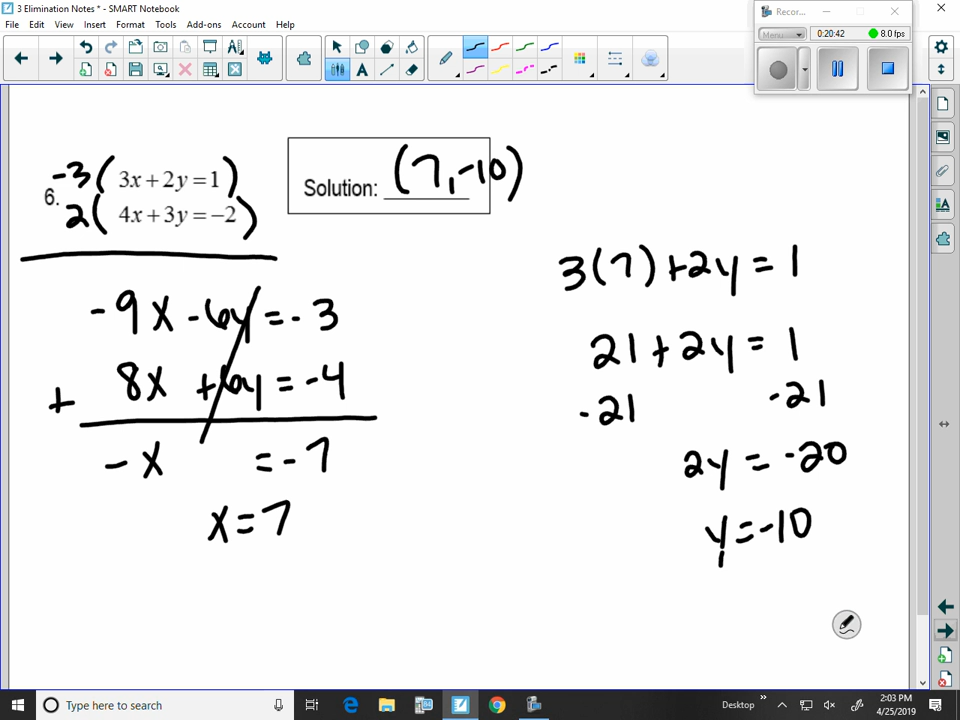 3 Elimination Notes * - SMART Notebook
File Edit View Insert Format Tools Add-ons Account Help
Recor...
Menu
0:20:42 8.0 fps
6.
-3( 3x + 2y = 1 )
2( 4x + 3y = -2 )
Solution: (7, -10)
-9x - 6y = -3
+ 8x + 6y = -4
-x = -7
x = 7
3(7) + 2y = 1
21 + 2y = 1
-21 -21
2y = -20
y = -10
Type here to search
Desktop
2:03 PM
4/25/2019